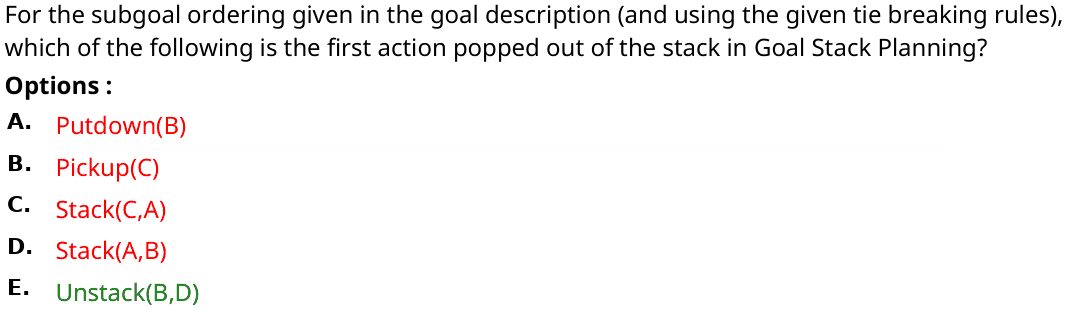 For the subgoal ordering given in the goal description (and using the given tie breaking rules),
which of the following is the first action popped out of the stack in Goal Stack Planning?
Options :
A. Putdown(B)
B. Pickup(C)
C. Stack(C,A)
D. Stack(A,B)
E. Unstack(B,D)